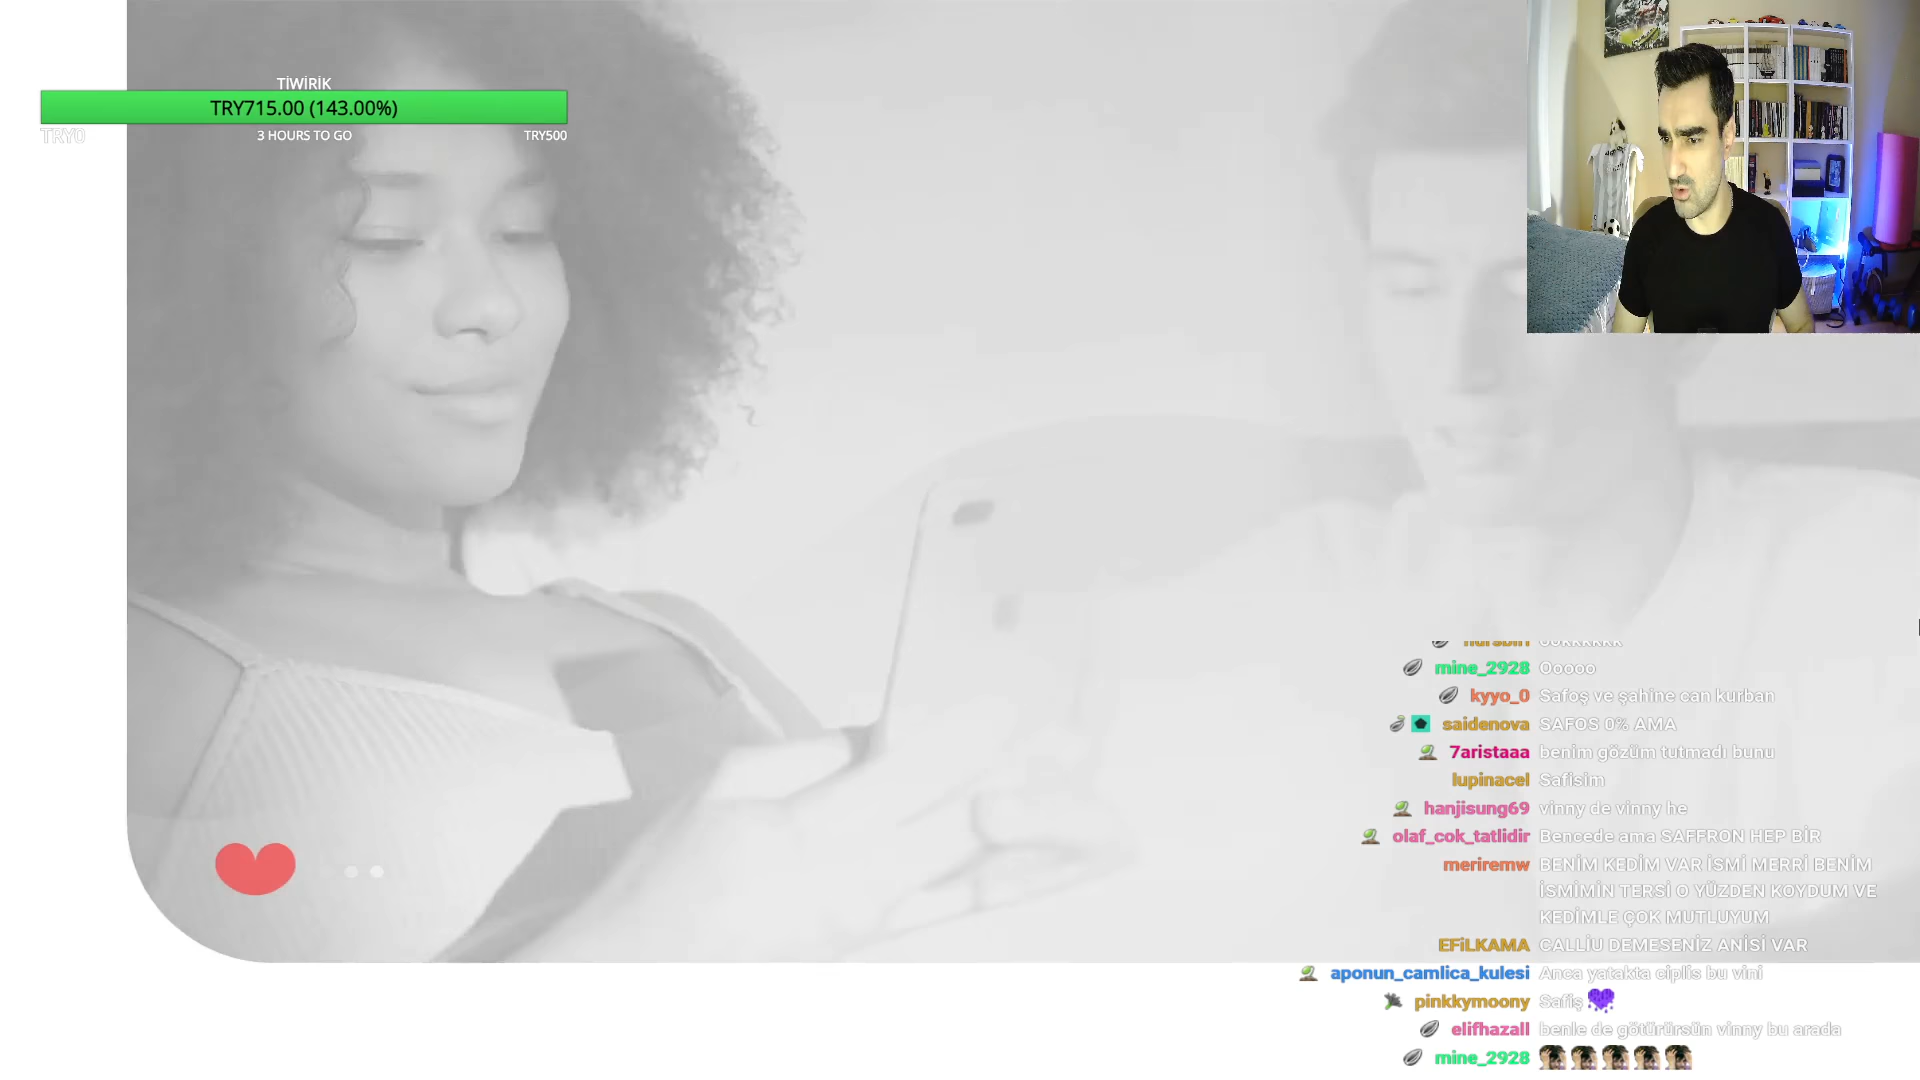 TİWİRİK
TRY715.00 (143.00%)
TRY0 3 HOURS TO GO TRY500
mine_2928 Ooooo
kyyo_0 Safoş ve şahine can kurban
saidenova SAFOS 0% AMA
7aristaaa benim gözüm tutmadı bunu
lupinacel Safisim
hanjisung69 vinny de vinny he
olaf_cok_tatlidir Bencede ama SAFFRON HEP BİR
meriremw BENİM KEDİM VAR İSMİ MERRİ BENİM
İSMİMİN TERSİ O YÜZDEN KOYDUM VE
KEDİMLE ÇOK MUTLUYUM
EFiLKAMA CALLİU DEMESENİZ ANİSİ VAR
aponun_camlica_kulesi Anca yatakta ciplis bu vini
pinkkymoony Safiş
elifhazall benle de götürürsün vinny bu arada
mine_2928